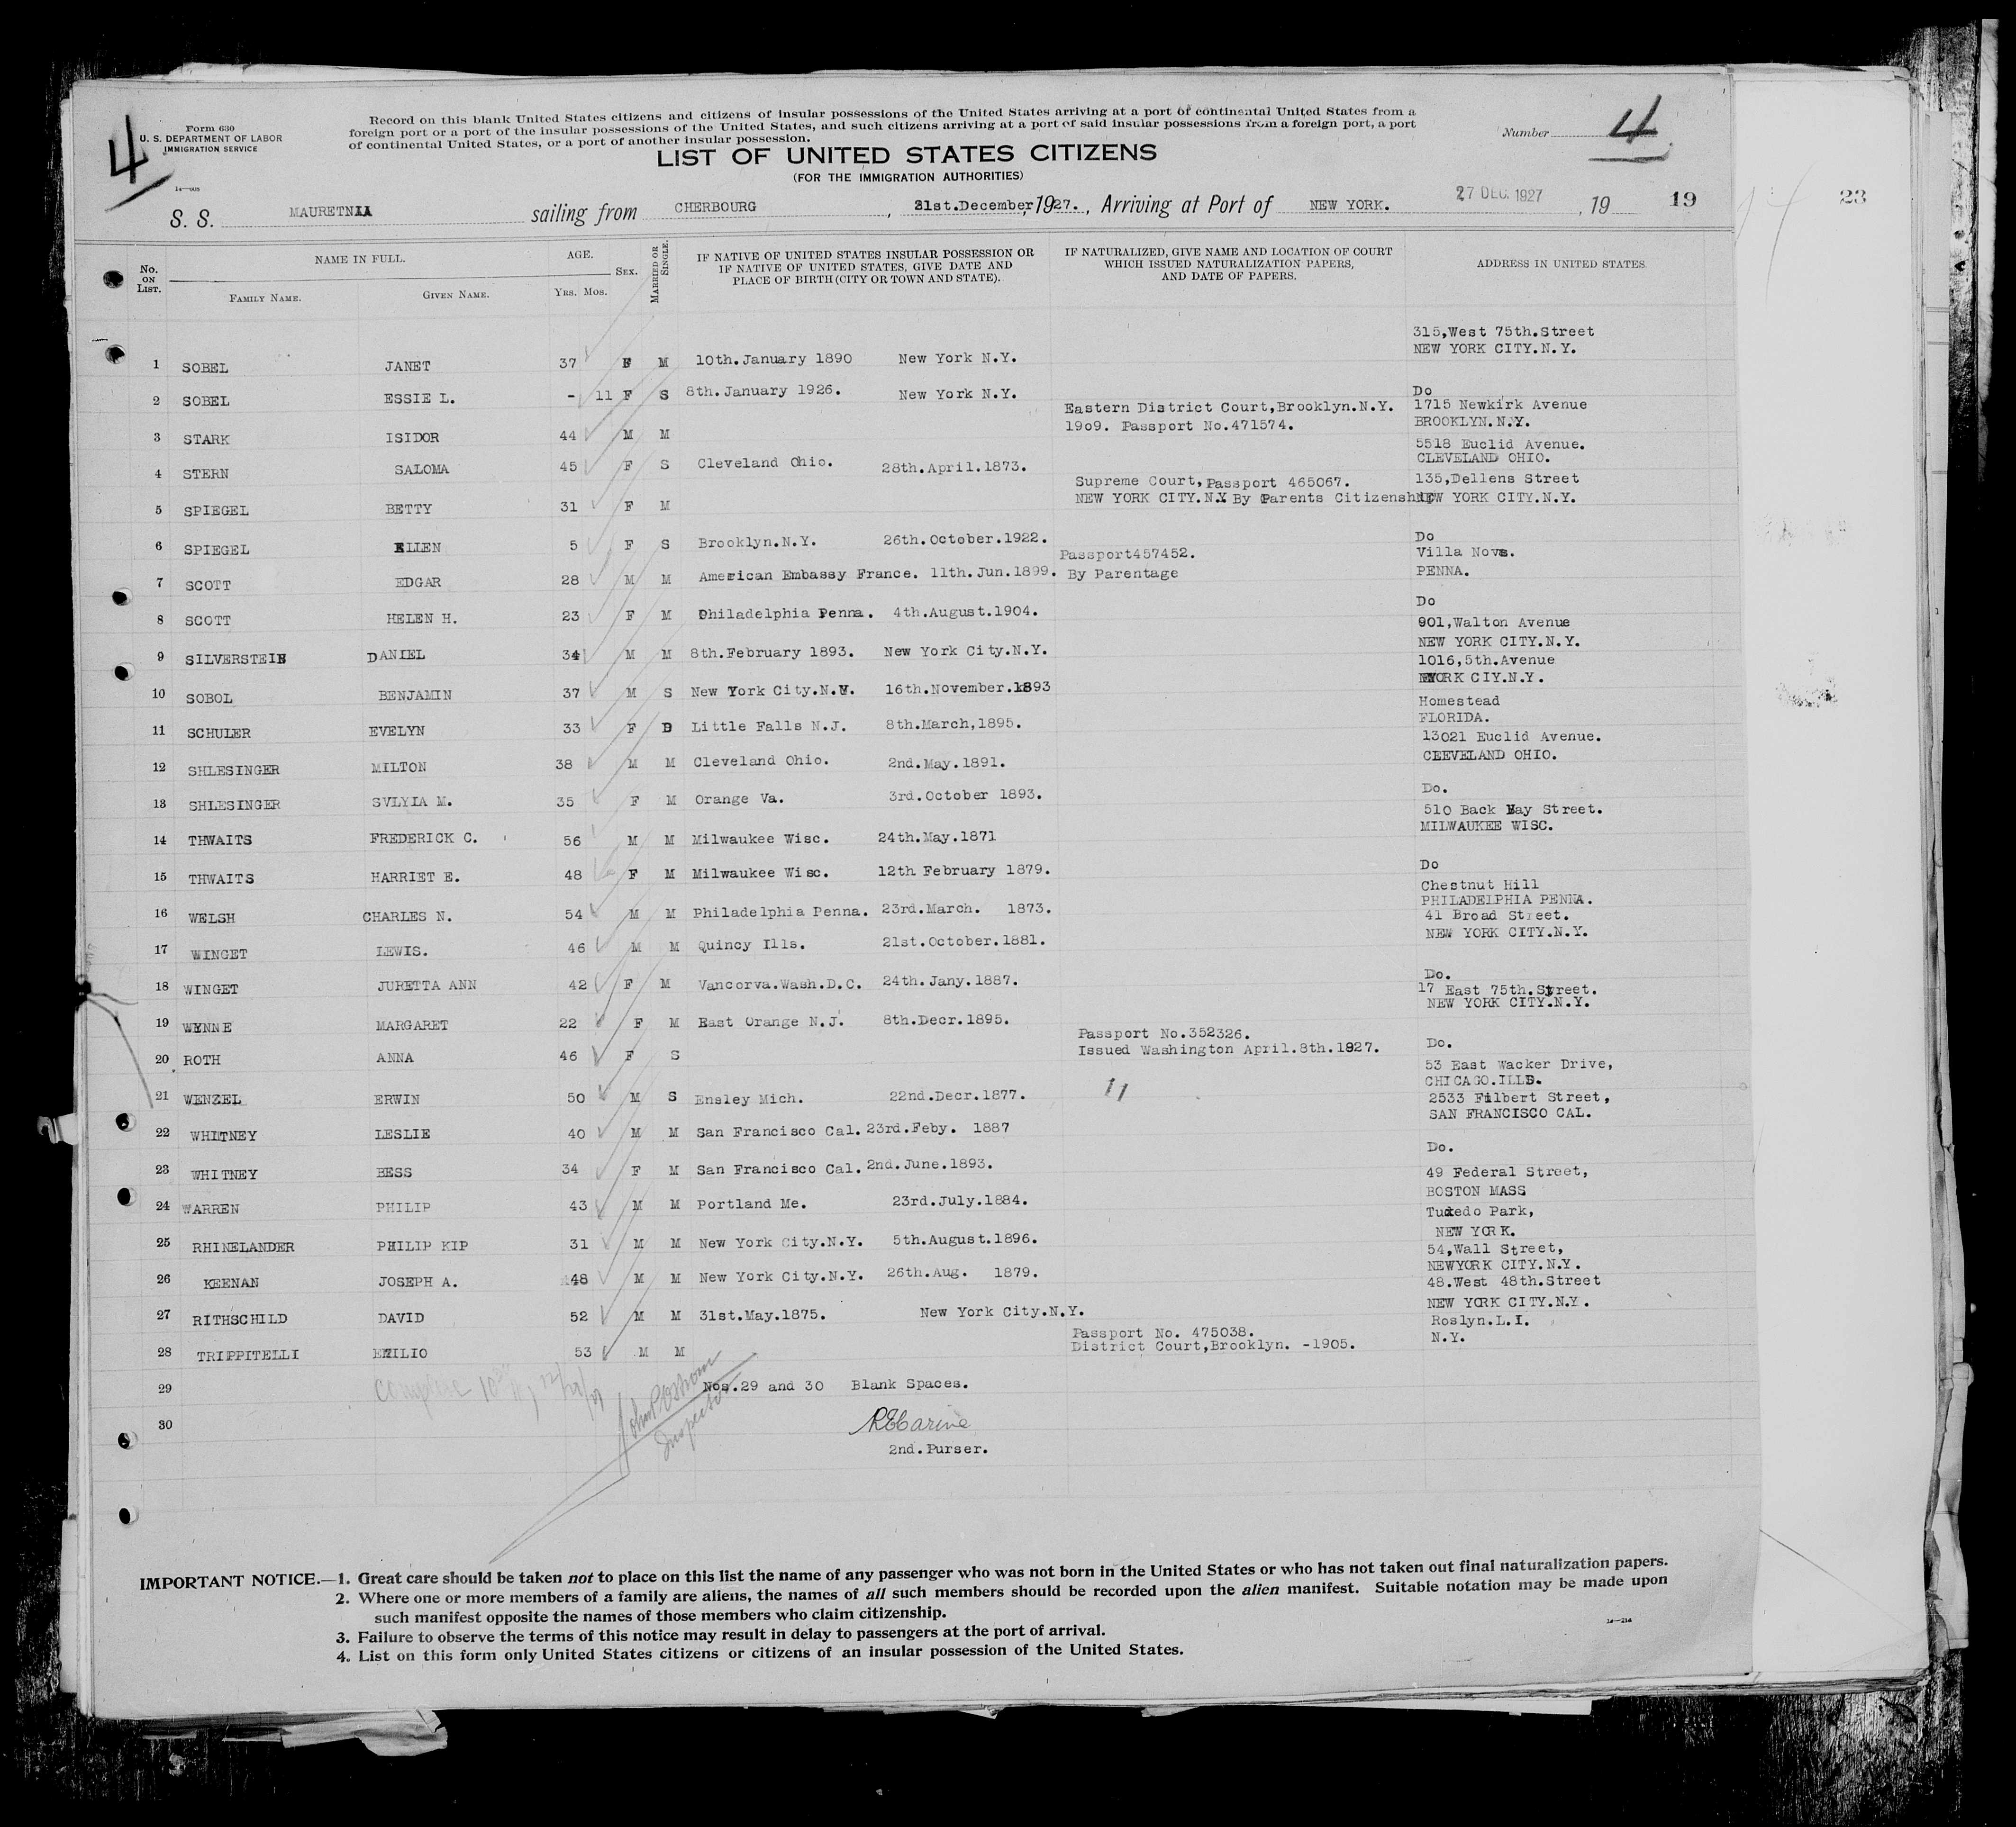 4
Form 630
U. S. DEPARTMENT OF LABOR
IMMIGRATION SERVICE
14—605
Record on this blank United States citizens and citizens of insular possessions of the United States arriving at a port of continental United States from a
foreign port or a port of the insular possessions of the United States, and such citizens arriving at a port of said insular possessions from a foreign port, a port
of continental United States, or a port of another insular possession.
Number 4
LIST OF UNITED STATES CITIZENS
(FOR THE IMMIGRATION AUTHORITIES)
S. S. MAURETNIA sailing from CHERBOURG, 21st.December, 1927., Arriving at Port of NEW YORK. 27 DEC. 1927, 19 19 23
No. ON LIST. NAME IN FULL. FAMILY NAME. GIVEN NAME. AGE. YRS. MOS. SEX. MARRIED OR SINGLE. IF NATIVE OF UNITED STATES INSULAR POSSESSION OR IF NATIVE OF UNITED STATES, GIVE DATE AND PLACE OF BIRTH (CITY OR TOWN AND STATE). IF NATURALIZED, GIVE NAME AND LOCATION OF COURT WHICH ISSUED NATURALIZATION PAPERS, AND DATE OF PAPERS. ADDRESS IN UNITED STATES
315,West 75th.Street
1 SOBEL JANET 37 F M 10th.January 1890 New York N.Y. NEW YORK CITY.N.Y.
2 SOBEL ESSIE L. - 11 F S 8th.January 1926. New York N.Y. Do
Eastern District Court,Brooklyn.N.Y. 1715 Newkirk Avenue
3 STARK ISIDOR 44 M M 1909. Passport No.471574. BROOKLYN.N.Y.
5518 Euclid Avenue.
4 STERN SALOMA 45 F S Cleveland Ohio. 28th.April.1873. CLEVELAND OHIO.
Supreme Court,Passport 465067. 135,Dellens Street
5 SPIEGEL BETTY 31 F M NEW YORK CITY.N.Y By Parents Citizenship NEW YORK CITY.N.Y.
6 SPIEGEL ELLEN 5 F S Brooklyn.N.Y. 26th.October.1922. Do
Passport457452. Villa Nova.
7 SCOTT EDGAR 28 M M American Embassy France. 11th.Jun.1899. By Parentage PENNA.
8 SCOTT HELEN H. 23 F M Philadelphia Penna. 4th.August.1904. Do
901,Walton Avenue
9 SILVERSTEIN DANIEL 34 M M 8th.February 1893. New York City.N.Y. NEW YORK CITY.N.Y.
1016,5th.Avenue
10 SOBOL BENJAMIN 37 M S New York City.N.Y. 16th.November.1893 YORK CIY.N.Y.
Homestead
11 SCHULER EVELYN 33 F D Little Falls N.J. 8th.March,1895. FLORIDA.
13021 Euclid Avenue.
12 SHLESINGER MILTON 38 M M Cleveland Ohio. 2nd.May.1891. CLEVELAND OHIO.
13 SHLESINGER SVLYIA M. 35 F M Orange Va. 3rd.October 1893. Do.
510 Back Bay Street.
14 THWAITS FREDERICK C. 56 M M Milwaukee Wisc. 24th.May.1871 MILWAUKEE WISC.
15 THWAITS HARRIET E. 48 F M Milwaukee Wisc. 12th February 1879. Do
Chestnut Hill
16 WELSH CHARLES N. 54 M M Philadelphia Penna. 23rd.March. 1873. PHILADELPHIA PENNA.
41 Broad Street.
17 WINGET LEWIS. 46 M M Quincy Ills. 21st.October.1881. NEW YORK CITY.N.Y.
18 WINGET JURETTA ANN 42 F M Vancorva.Wash.D.C. 24th.Jany.1887. Do.
17 East 75th.Street.
19 WYNNE MARGARET 22 F M East Orange N.J. 8th.Decr.1895. NEW YORK CITY.N.Y.
Passport No.352326.
20 ROTH ANNA 46 F S Issued Washington April.8th.1927. Do.
53 East Wacker Drive,
CHICAGO.ILLS.
21 WENZEL ERWIN 50 M S Ensley Mich. 22nd.Decr.1877. 11
2533 Filbert Street,
22 WHITNEY LESLIE 40 M M San Francisco Cal. 23rd.Feby. 1887 SAN FRANCISCO CAL.
23 WHITNEY BESS 34 F M San Francisco Cal. 2nd.June.1893. Do.
49 Federal Street,
24 WARREN PHILIP 43 M M Portland Me. 23rd.July.1884. BOSTON MASS
Tuxedo Park,
25 RHINELANDER PHILIP KIP 31 M M New York City.N.Y. 5th.August.1896. NEW YORK.
54,Wall Street,
26 KEENAN JOSEPH A. 48 M M New York City.N.Y. 26th.Aug. 1879. NEWYORK CITY.N.Y.
48.West 48th.Street
27 RITHSCHILD DAVID 52 M M 31st.May.1875. New York City.N.Y. NEW YORK CITY.N.Y.
Passport No. 475038. Roslyn.L.I.
28 TRIPPITELLI EMILIO 53 M M District Court,Brooklyn. -1905. N.Y.
29 Nos.29 and 30 Blank Spaces.
Inspector
30
2nd.Purser.
IMPORTANT NOTICE.—1. Great care should be taken not to place on this list the name of any passenger who was not born in the United States or who has not taken out final naturalization papers.
2. Where one or more members of a family are aliens, the names of all such members should be recorded upon the alien manifest. Suitable notation may be made upon
such manifest opposite the names of those members who claim citizenship.
3. Failure to observe the terms of this notice may result in delay to passengers at the port of arrival.
4. List on this form only United States citizens or citizens of an insular possession of the United States.
14—214